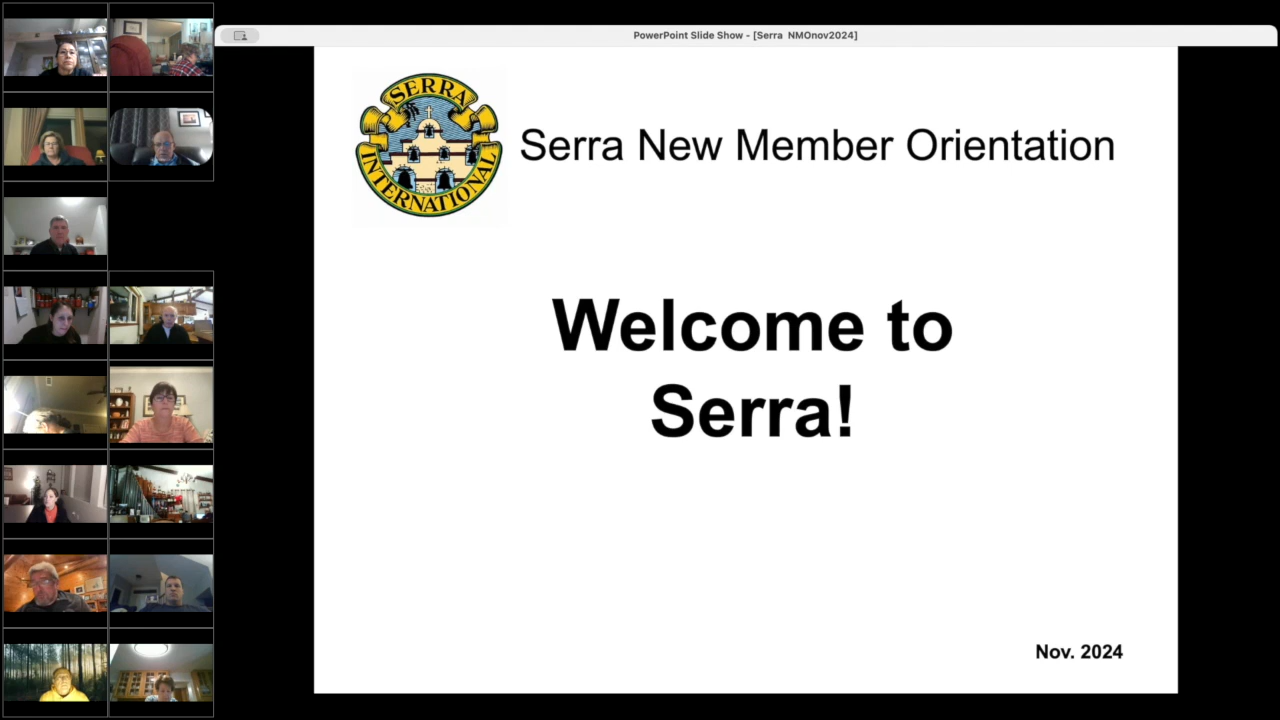 PowerPoint Slide Show - [Serra  NMOnov2024]
SERRA
INTERNATIONAL
Serra New Member Orientation
Welcome to
Serra!
Nov. 2024